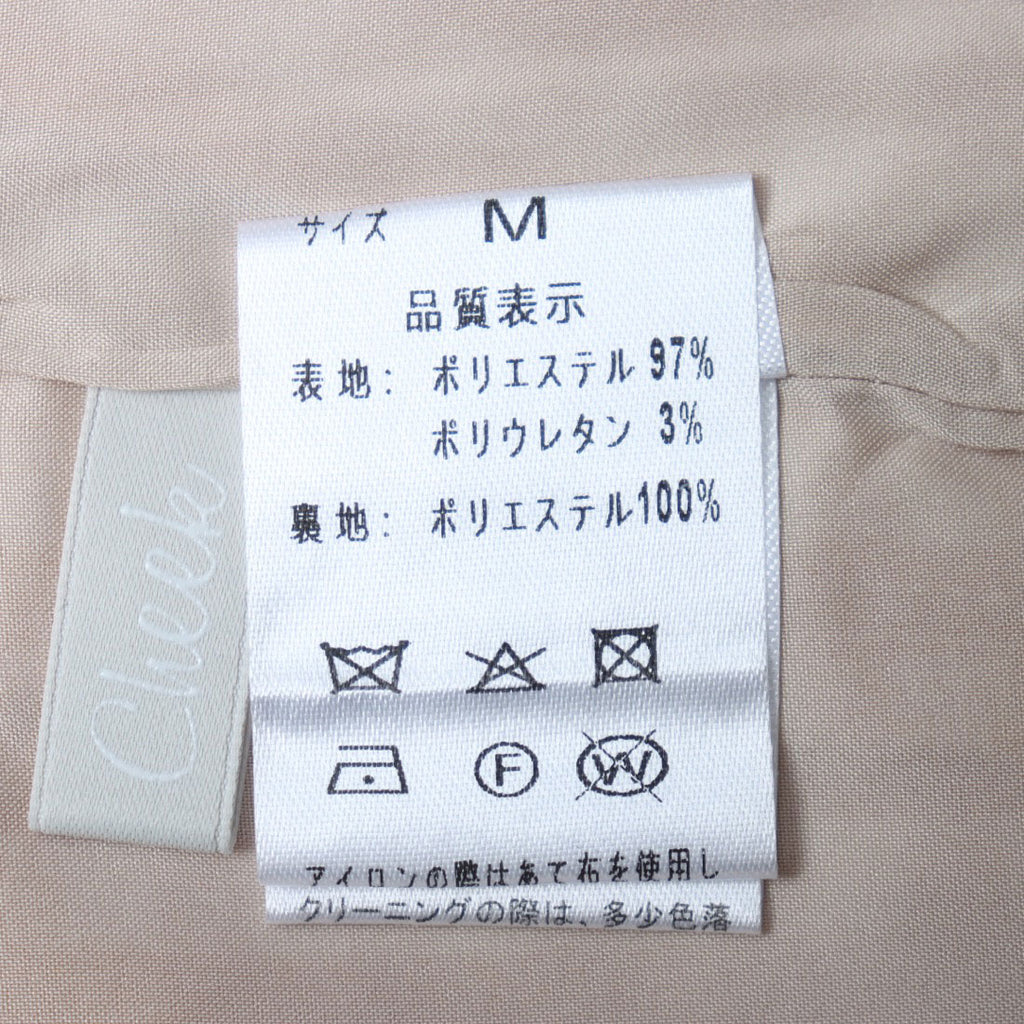 サイズ M
品質表示
表地: ポリエステル 97%
ポリウレタン 3%
裏地: ポリエステル100%
F
W
アイロンの際はあて布を使用し
クリーニングの際は、多少色落
Cheek